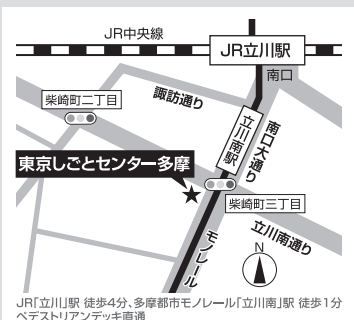 JR中央線
JR立川駅
南口
柴崎町二丁目
諏訪通り
立川南駅
南口大通り
東京しごとセンター多摩
柴崎町三丁目
立川南通り
モノレール
N
JR「立川」駅 徒歩4分、多摩都市モノレール「立川南」駅 徒歩1分
ペデストリアンデッキ直通